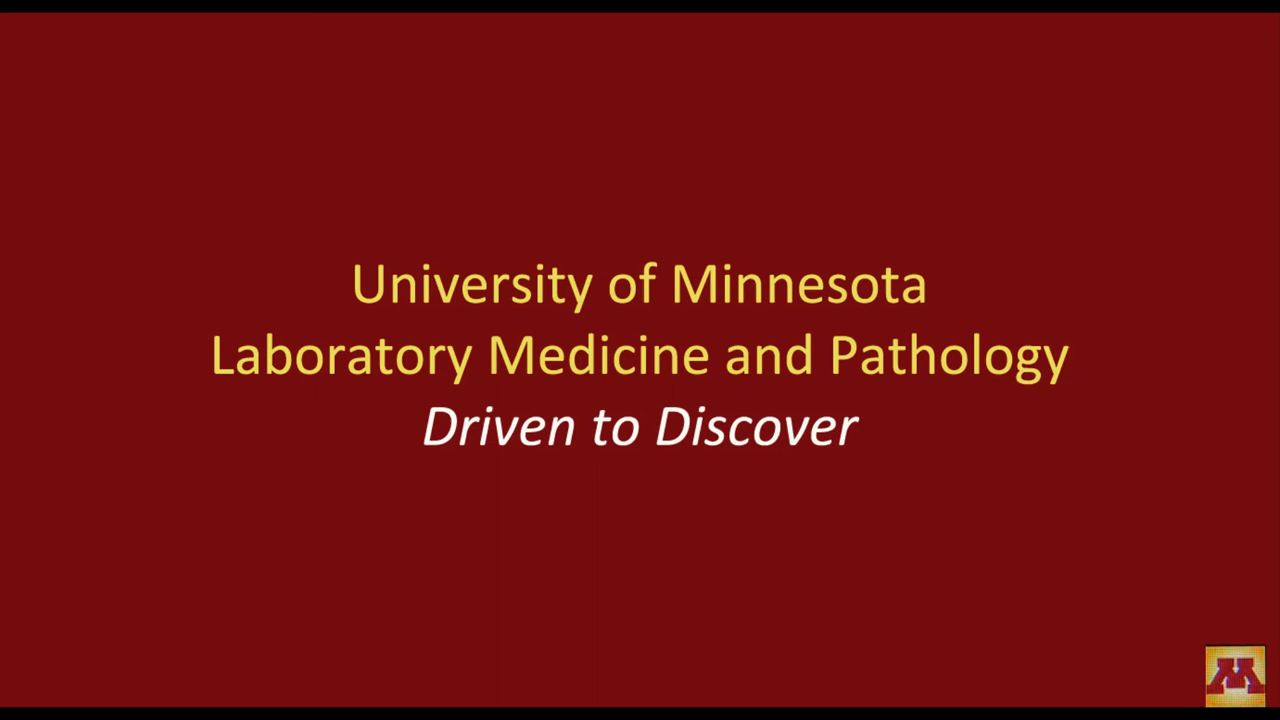 University of Minnesota
Laboratory Medicine and Pathology
Driven to Discover
M